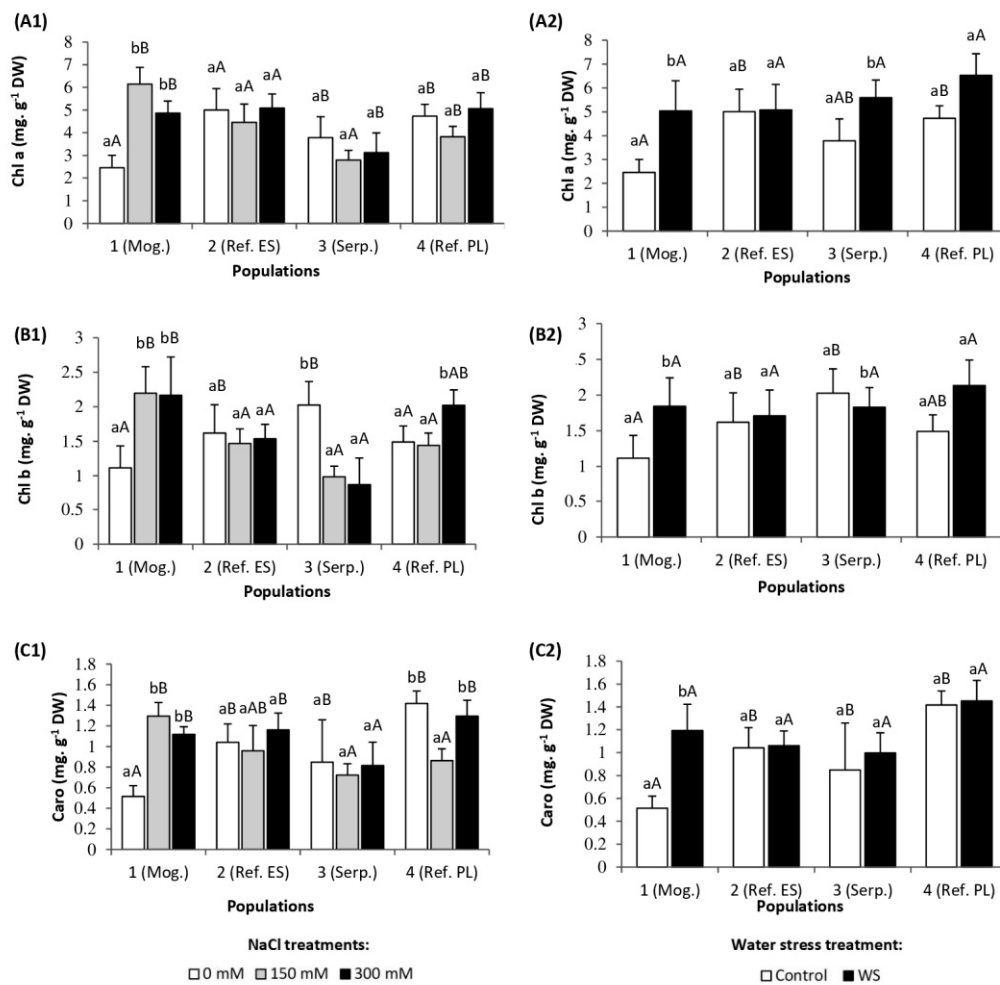 (A1)
Chl a (mg. g-1 DW)
8
7
6
5
4
3
2
1
0
aA bB bB
aA aA aA
aB aA aA
aB aB aB
1 (Mog.) 2 (Ref. ES) 3 (Serp.) 4 (Ref. PL)
Populations
(A2)
Chl a (mg. g-1 DW)
8
7
6
5
4
3
2
1
0
aA bA
aB aA
aAB bA
aB aA
1 (Mog.) 2 (Ref. ES) 3 (Serp.) 4 (Ref. PL)
Populations
(B1)
Chl b (mg. g-1 DW)
3
2.5
2
1.5
1
0.5
0
aA bB bB
aB aA aA
bB aA aA
aA aA bAB
1 (Mog.) 2 (Ref. ES) 3 (Serp.) 4 (Ref. PL)
Populations
(B2)
Chl b (mg. g-1 DW)
3
5
2
1.5
1
0.5
0
aA bA
aB aA
aB bA
aAB aA
1 (Mog.) 2 (Ref. ES) 3 (Serp.) 4 (Ref. PL)
Populations
(C1)
Caro (mg. g-1 DW)
1.8
1.6
1.4
1.2
1
0.8
0.6
0.4
0.2
0
aA bB bB
aB aAB aB
aB aA aA
bB aA bB
1 (Mog.) 2 (Ref. ES) 3 (Serp.) 4 (Ref. PL)
Populations
NaCl treatments:
0 mM 150 mM 300 mM
(C2)
Caro (mg. g-1 DW)
1.8
1.6
1.4
1.2
1
0.8
0.6
0.4
0.2
0
aA bA
aB aA
aB aA
aB aA
1 (Mog.) 2 (Ref. ES) 3 (Serp.) 4 (Ref. PL)
Populations
Water stress treatment:
Control WS